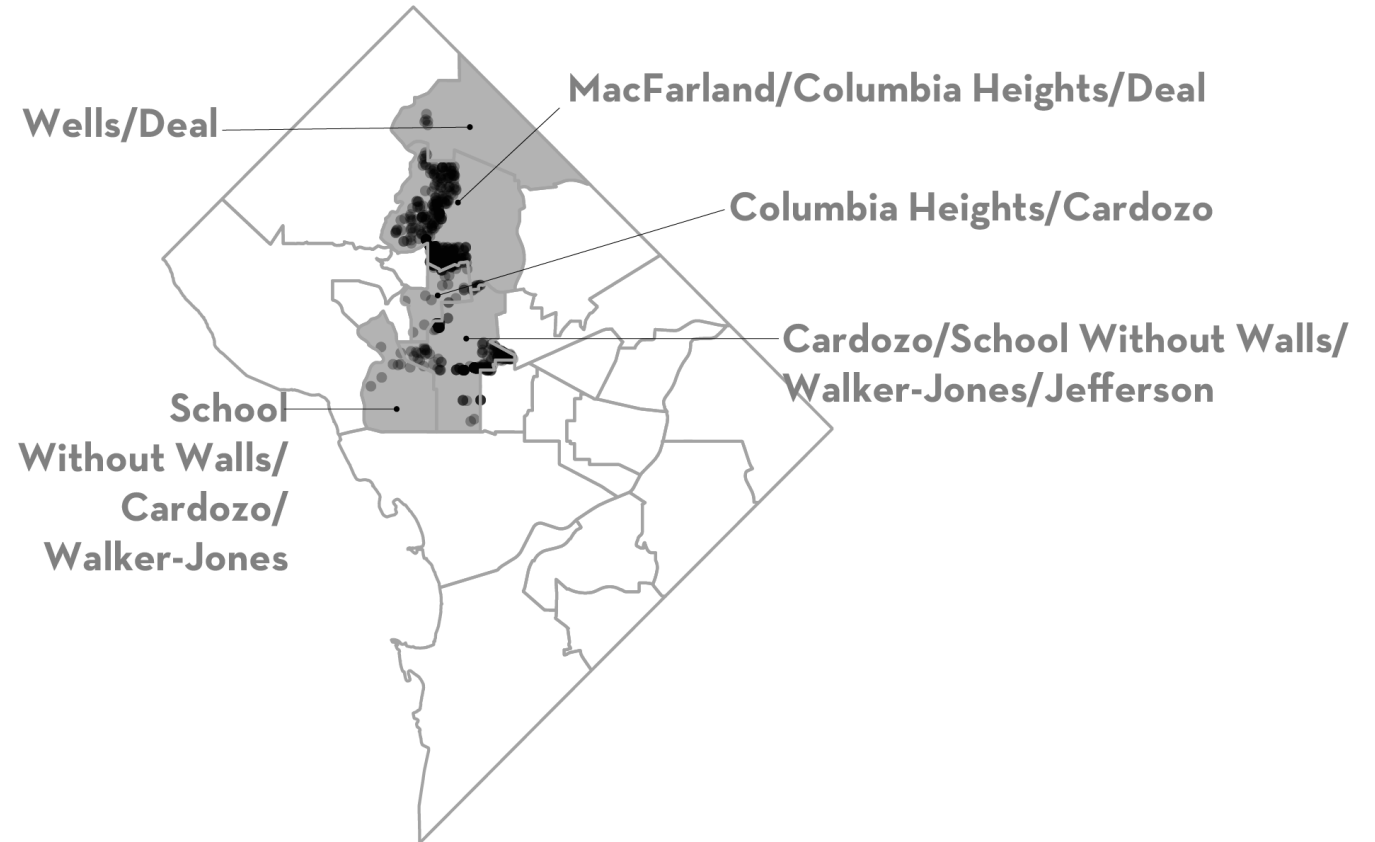 MacFarland/Columbia Heights/Deal
Wells/Deal
Columbia Heights/Cardozo
Cardozo/School Without Walls/
Walker-Jones/Jefferson
School
Without Walls/
Cardozo/
Walker-Jones